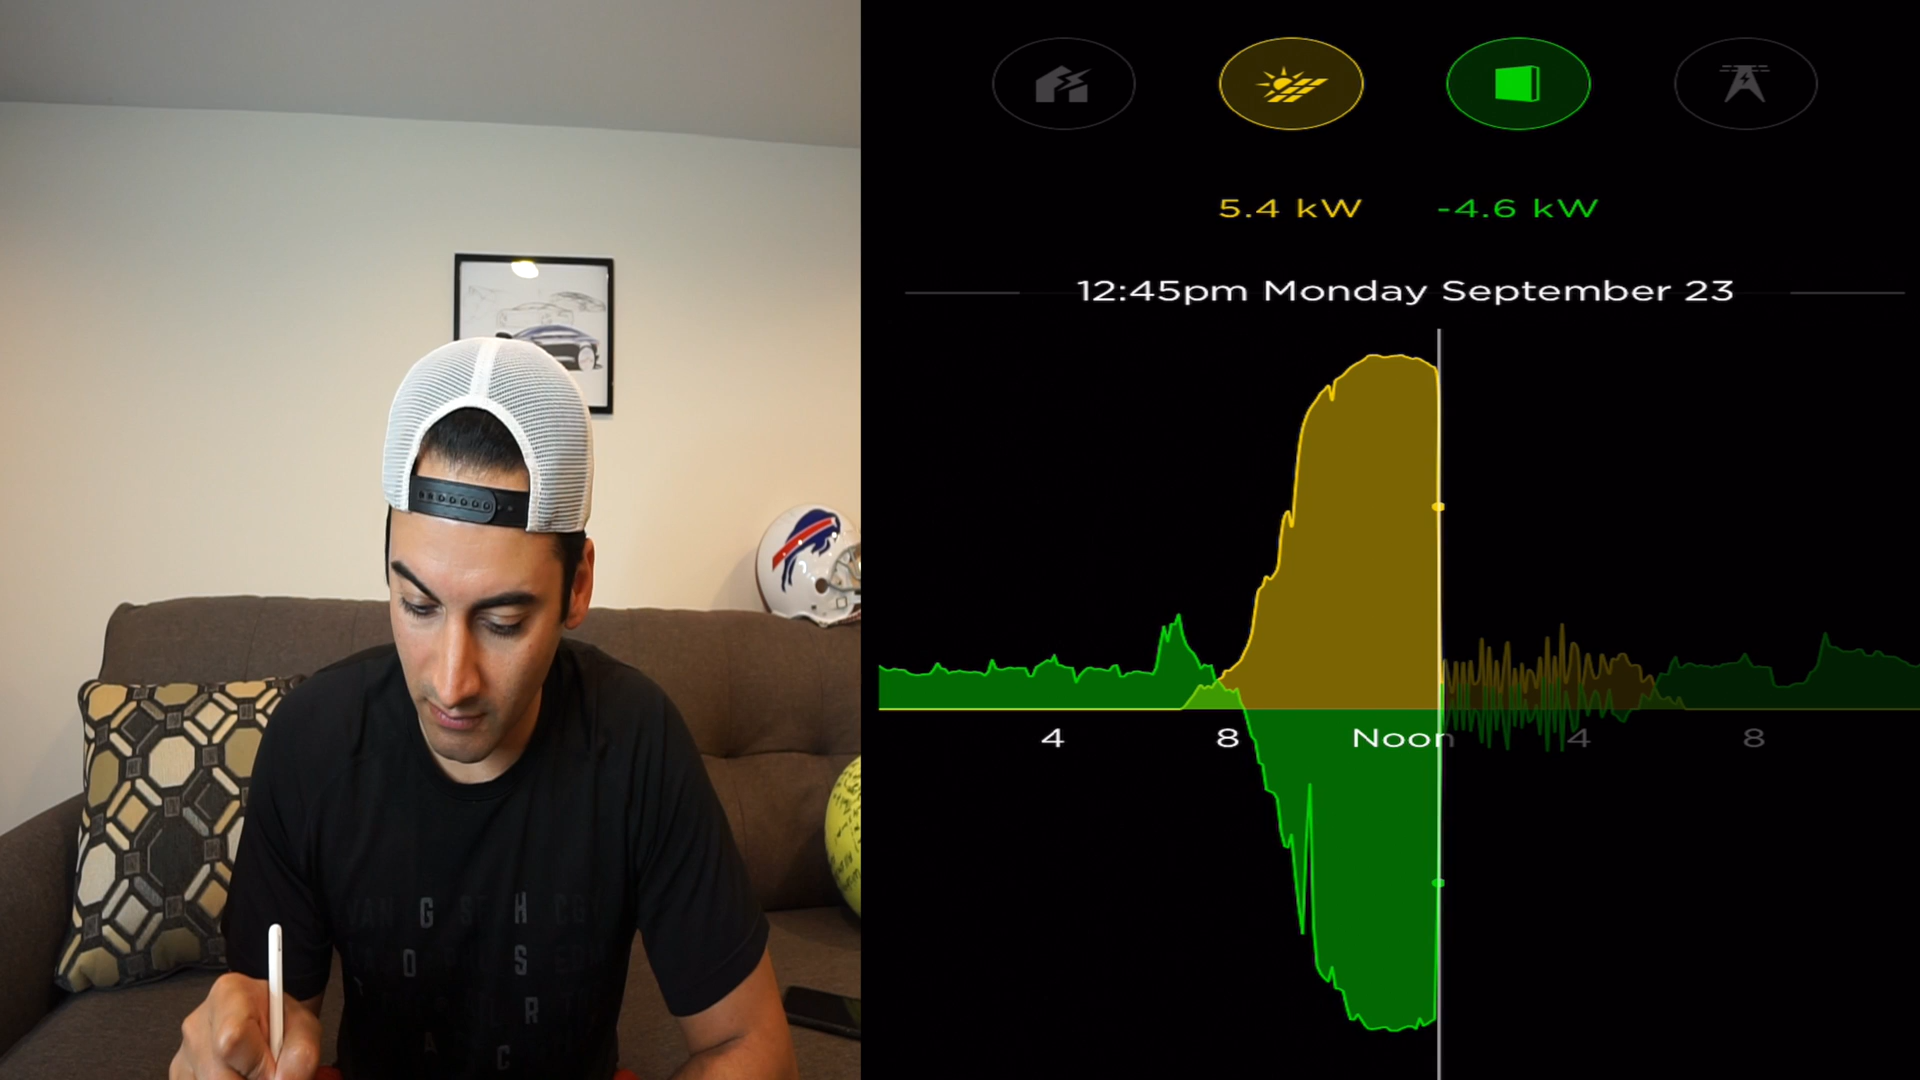 5.4 kW -4.6 kW
12:45pm Monday September 23
4 8 Noon 4 8
G H
O S
R
A C